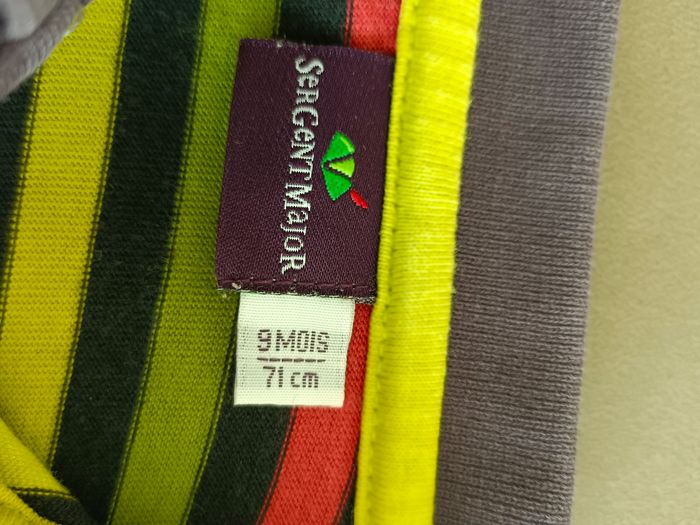 SERGENT MAJOR
9 MOIS
71 cm